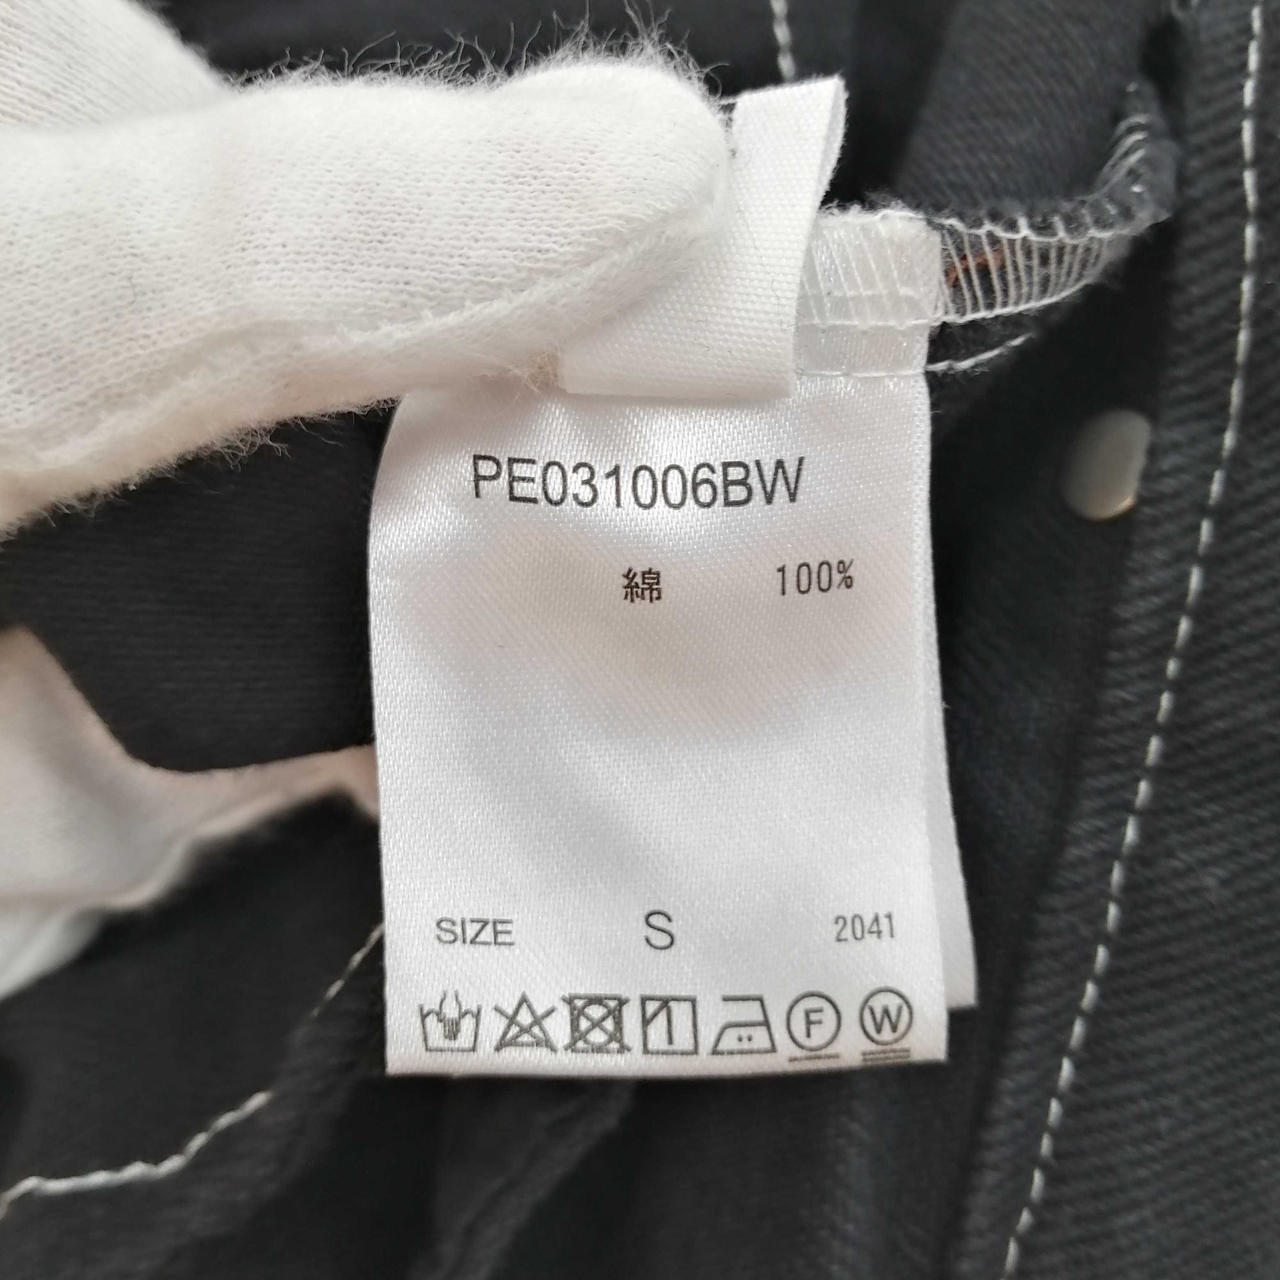 PE031006BW
綿 100%
SIZE S 2041
F W